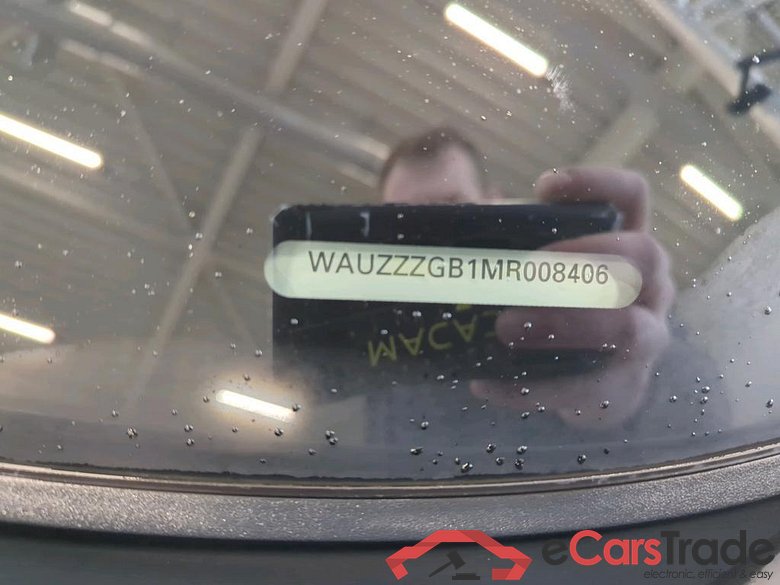 WAUZZZGB1MR008406
eCarsTrade
electronic, efficient & easy